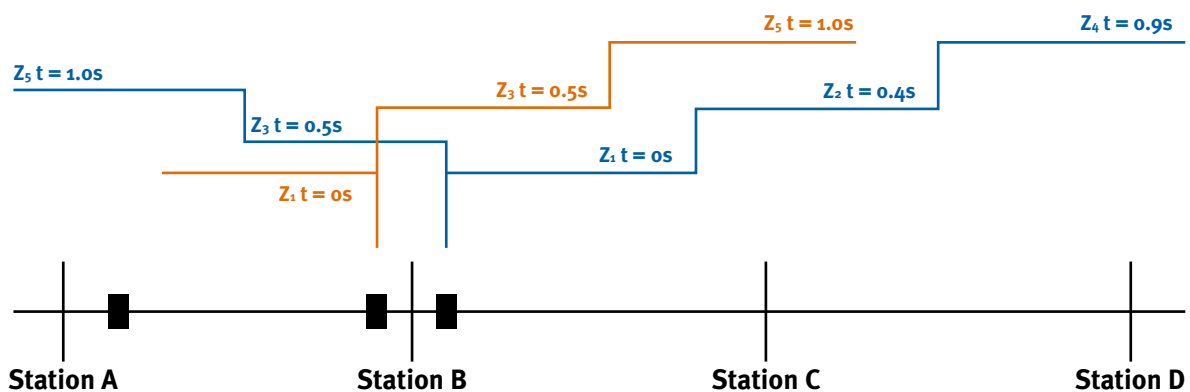 Z₅ t = 1.0s
Z₄ t = 0.9s
Z₅ t = 1.0s
Z₃ t = 0.5s
Z₂ t = 0.4s
Z₃ t = 0.5s
Z₁ t = 0s
Z₁ t = 0s
Station A
Station B
Station C
Station D